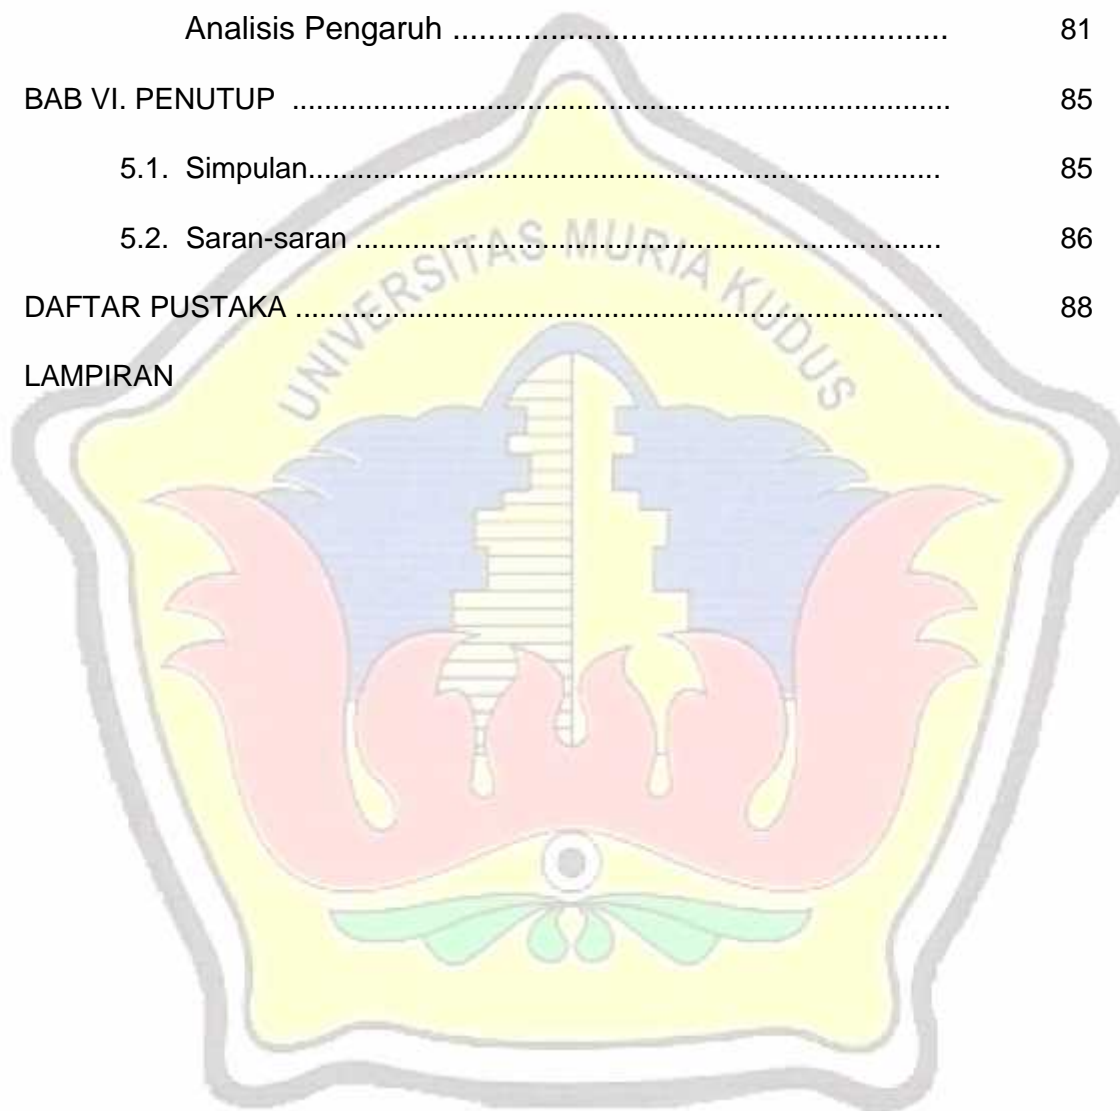 Analisis Pengaruh ........................................................ 81
BAB VI. PENUTUP ................................................................................. 85
5.1. Simpulan............................................................................. 85
5.2. Saran-saran ....................................................................... 86
DAFTAR PUSTAKA ............................................................................... 88
LAMPIRAN
UNIVERSITAS MURIA KUDUS